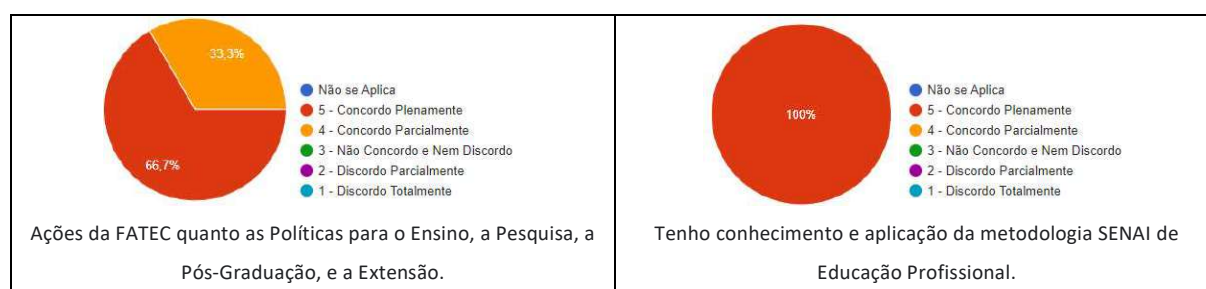 33,3%
66,7%
Não se Aplica
5 - Concordo Plenamente
4 - Concordo Parcialmente
3 - Não Concordo e Nem Discordo
2 - Discordo Parcialmente
1 - Discordo Totalmente
Ações da FATEC quanto as Políticas para o Ensino, a Pesquisa, a
Pós-Graduação, e a Extensão.
100%
Não se Aplica
5 - Concordo Plenamente
4 - Concordo Parcialmente
3 - Não Concordo e Nem Discordo
2 - Discordo Parcialmente
1 - Discordo Totalmente
Tenho conhecimento e aplicação da metodologia SENAI de
Educação Profissional.